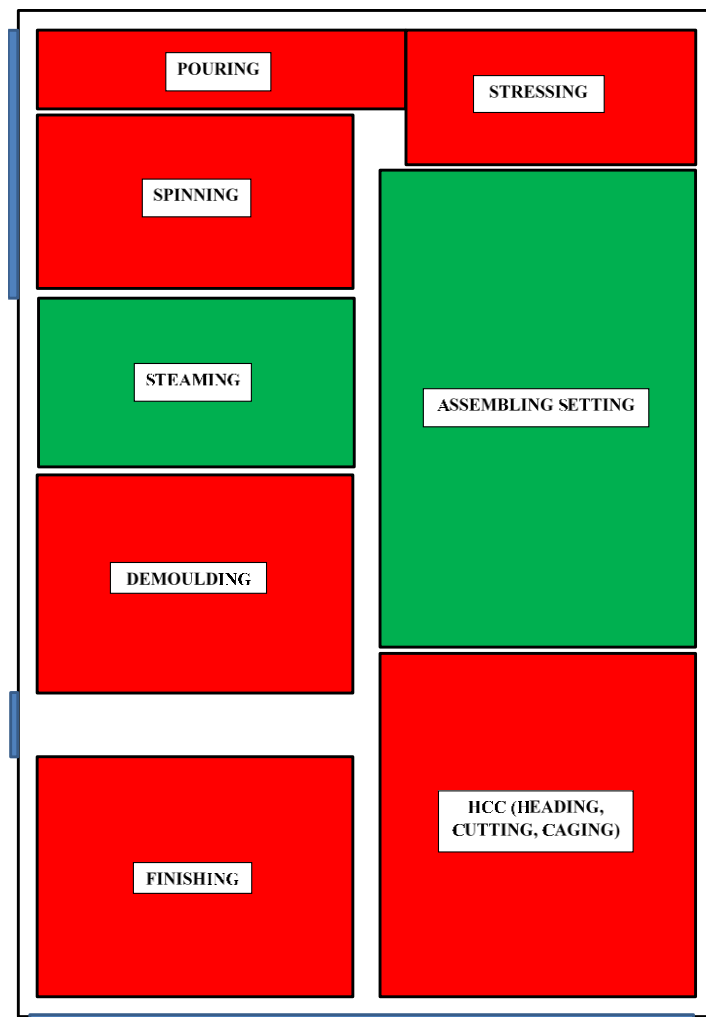 POURING
STRESSING
SPINNING
STEAMING
ASSEMBLING SETTING
DEMOULDING
HCC (HEADING,
CUTTING, CAGING)
FINISHING